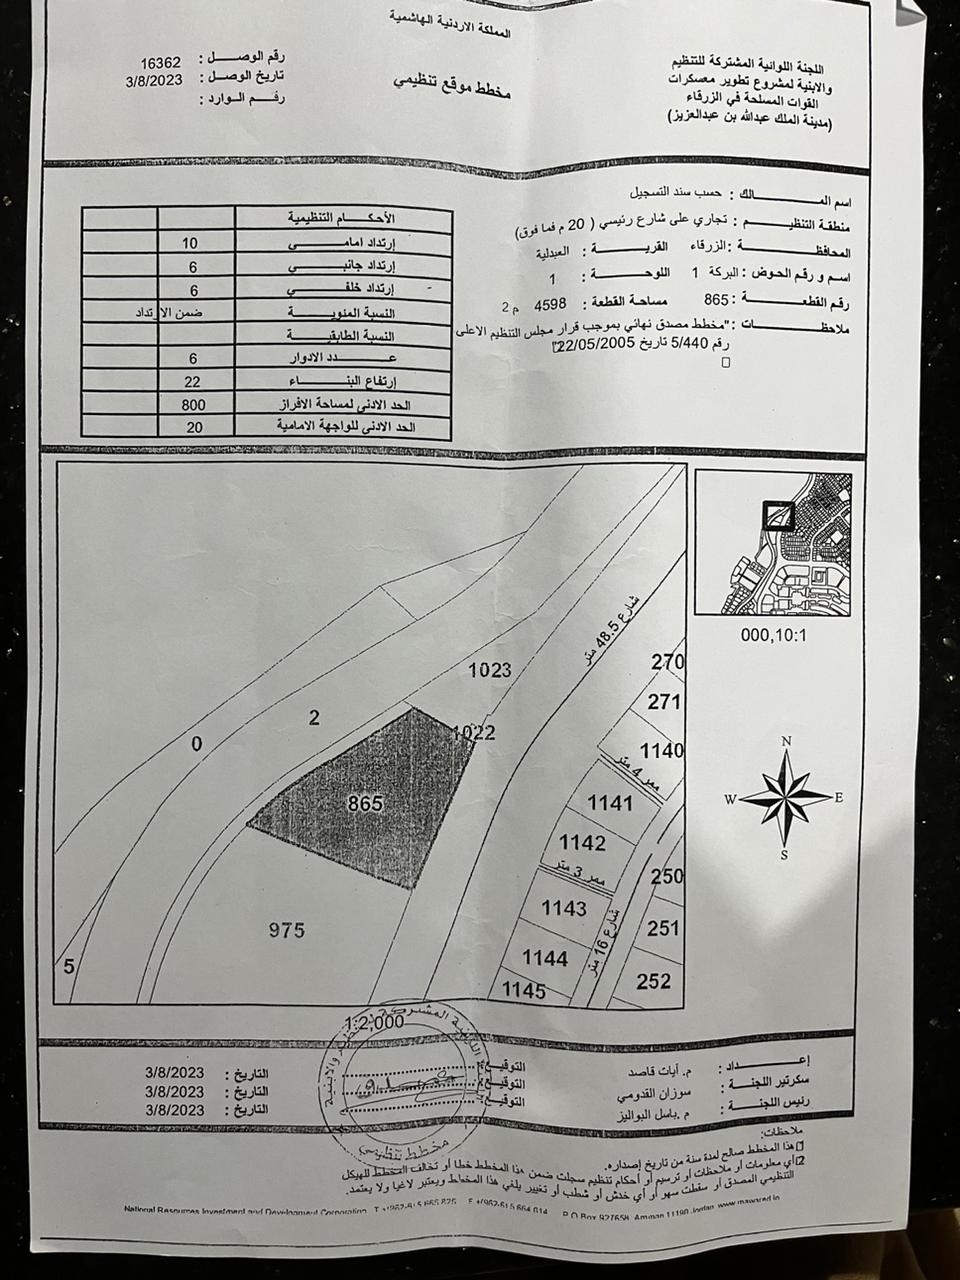 المملكة الاردنية الهاشمية
اللجنة اللوائية المشتركة للتنظيم
والابنية لمشروع تطوير معسكرات
القوات المسلحة في الزرقاء
(مدينة الملك عبدالله بن عبدالعزيز)
مخطط موقع تنظيمي
رقم الوصل : 16362
تاريخ الوصل : 3/8/2023
رقم الوارد :
اسم المالك : حسب سند التسجيل
منطقة التنظيم : تجاري على شارع رئيسي ( 20 م فما فوق)
المحافظة : الزرقاء القرية : العبدلية
اسم و رقم الحوض : البركة 1 اللوحة : 1
رقم القطعة : 865 مساحة القطعة : 4598 م 2
ملاحظات : "مخطط مصدق نهائي بموجب قرار مجلس التنظيم الاعلى
رقم 5/440 تاريخ 22/05/2005
الأحكام التنظيمية
إرتداد امامي 10
إرتداد جانبي 6
إرتداد خلفي 6
النسبة المئوية ضمن الارتداد
النسبة الطابقية
عدد الادوار 6
إرتفاع البناء 22
الحد الادنى لمساحة الافراز 800
الحد الادنى للواجهة الامامية 20
000,10:1
N
W E
S
شارع 48.5 متر
1023
1022
270
271
1140
ممر 4 متر
2
0
865
1141
1142
ممر 3 متر
250
1143
251
975
شارع 16 متر
1144
5
252
1145
1:2,000
إعداد : م. آيات قاصد التوقيع : التاريخ : 3/8/2023
سكرتير اللجنة : سوزان القدومي التوقيع : التاريخ : 3/8/2023
رئيس اللجنة : م .باسل البواليز التوقيع : التاريخ : 3/8/2023
مخطط تنظيمي
ملاحظات:
1 هذا المخطط صالح لمدة سنة من تاريخ إصداره.
2 أي معلومات أو ملاحظات أو ترسيم أو أحكام تنظيم سجلت ضمن هذا المخطط خطا أو تخالف المخطط للهيكل
التنظيمي المصدق أو سقطت سهو أو أي خدش أو شطب أو تغيير يلغي هذا المخطط ويعتبر لاغيا ولا يعتمد.
National Resources Investment and Development Corporation P.O.Box 927658 Amman 11190 Jordan www.mawared.jo